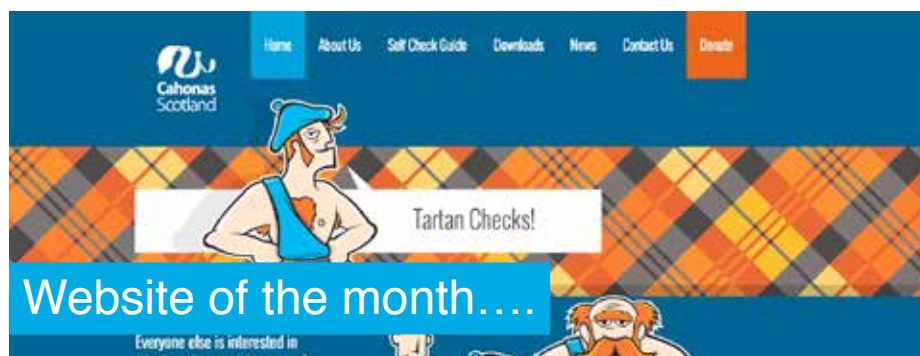 Home About Us Self Check Guide Downloads News Contact Us Donate
Cahonas
Scotland
Tartan Checks!
Website of the month....
Everyone else is interested in